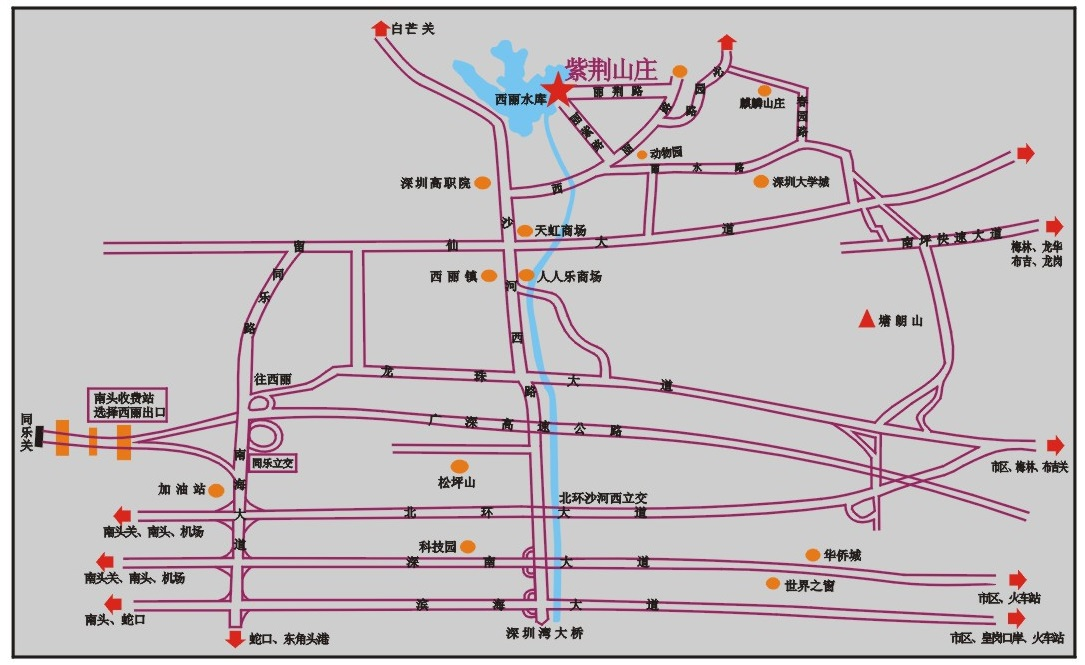 白芒关
紫荆山庄
西丽水库
丽荆路
沁园路
麒麟山庄
春园路
丽水路
动物园
深圳高职院
西丽路
深圳大学城
沙河西路
天虹商场
留仙大道
南坪快速大道
梅林、龙华
布吉、龙岗
同乐路
西丽镇
人人乐商场
塘朗山
往西丽
龙珠大道
南头收费站
选择西丽出口
同乐关
广深高速公路
同乐立交
南海大道
松坪山
市区、梅林、布吉关
加油站
北环沙河西立交
北环大道
南头关、南头、机场
科技园
华侨城
深南大道
南头关、南头、机场
世界之窗
市区、火车站
滨海大道
南头、蛇口
蛇口、东角头港
深圳湾大桥
市区、皇岗口岸、火车站